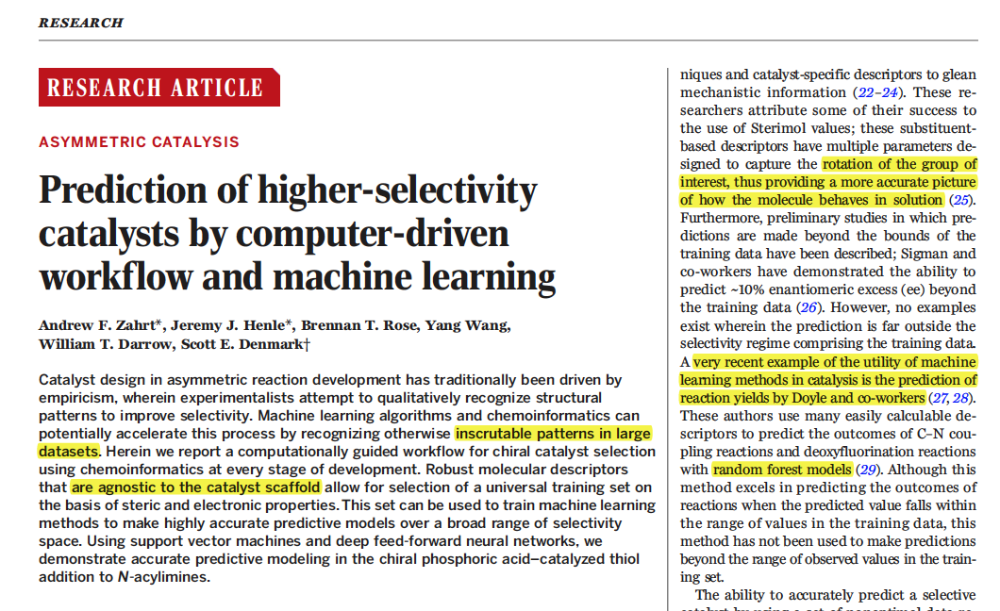 RESEARCH
RESEARCH ARTICLE
ASYMMETRIC CATALYSIS
Prediction of higher-selectivity
catalysts by computer-driven
workflow and machine learning
Andrew F. Zahrt*, Jeremy J. Henle*, Brennan T. Rose, Yang Wang,
William T. Darrow, Scott E. Denmark†
Catalyst design in asymmetric reaction development has traditionally been driven by
empiricism, wherein experimentalists attempt to qualitatively recognize structural
patterns to improve selectivity. Machine learning algorithms and chemoinformatics can
potentially accelerate this process by recognizing otherwise inscrutable patterns in large
datasets. Herein we report a computationally guided workflow for chiral catalyst selection
using chemoinformatics at every stage of development. Robust molecular descriptors
that are agnostic to the catalyst scaffold allow for selection of a universal training set on
the basis of steric and electronic properties. This set can be used to train machine learning
methods to make highly accurate predictive models over a broad range of selectivity
space. Using support vector machines and deep feed-forward neural networks, we
demonstrate accurate predictive modeling in the chiral phosphoric acid–catalyzed thiol
addition to N-acylimines.
niques and catalyst-specific descriptors to glean
mechanistic information (22–24). These re-
searchers attribute some of their success to
the use of Sterimol values; these substituent-
based descriptors have multiple parameters de-
signed to capture the rotation of the group of
interest, thus providing a more accurate picture
of how the molecule behaves in solution (25).
Furthermore, preliminary studies in which pre-
dictions are made beyond the bounds of the
training data have been described; Sigman and
co-workers have demonstrated the ability to
predict ~10% enantiomeric excess (ee) beyond
the training data (26). However, no examples
exist wherein the prediction is far outside the
selectivity regime comprising the training data.
A very recent example of the utility of machine
learning methods in catalysis is the prediction of
reaction yields by Doyle and co-workers (27, 28).
These authors use many easily calculable de-
scriptors to predict the outcomes of C–N cou-
pling reactions and deoxyfluorination reactions
with random forest models (29). Although this
method excels in predicting the outcomes of
reactions when the predicted value falls within
the range of values in the training data, this
method has not been used to make predictions
beyond the range of observed values in the train-
ing set.
The ability to accurately predict a selective